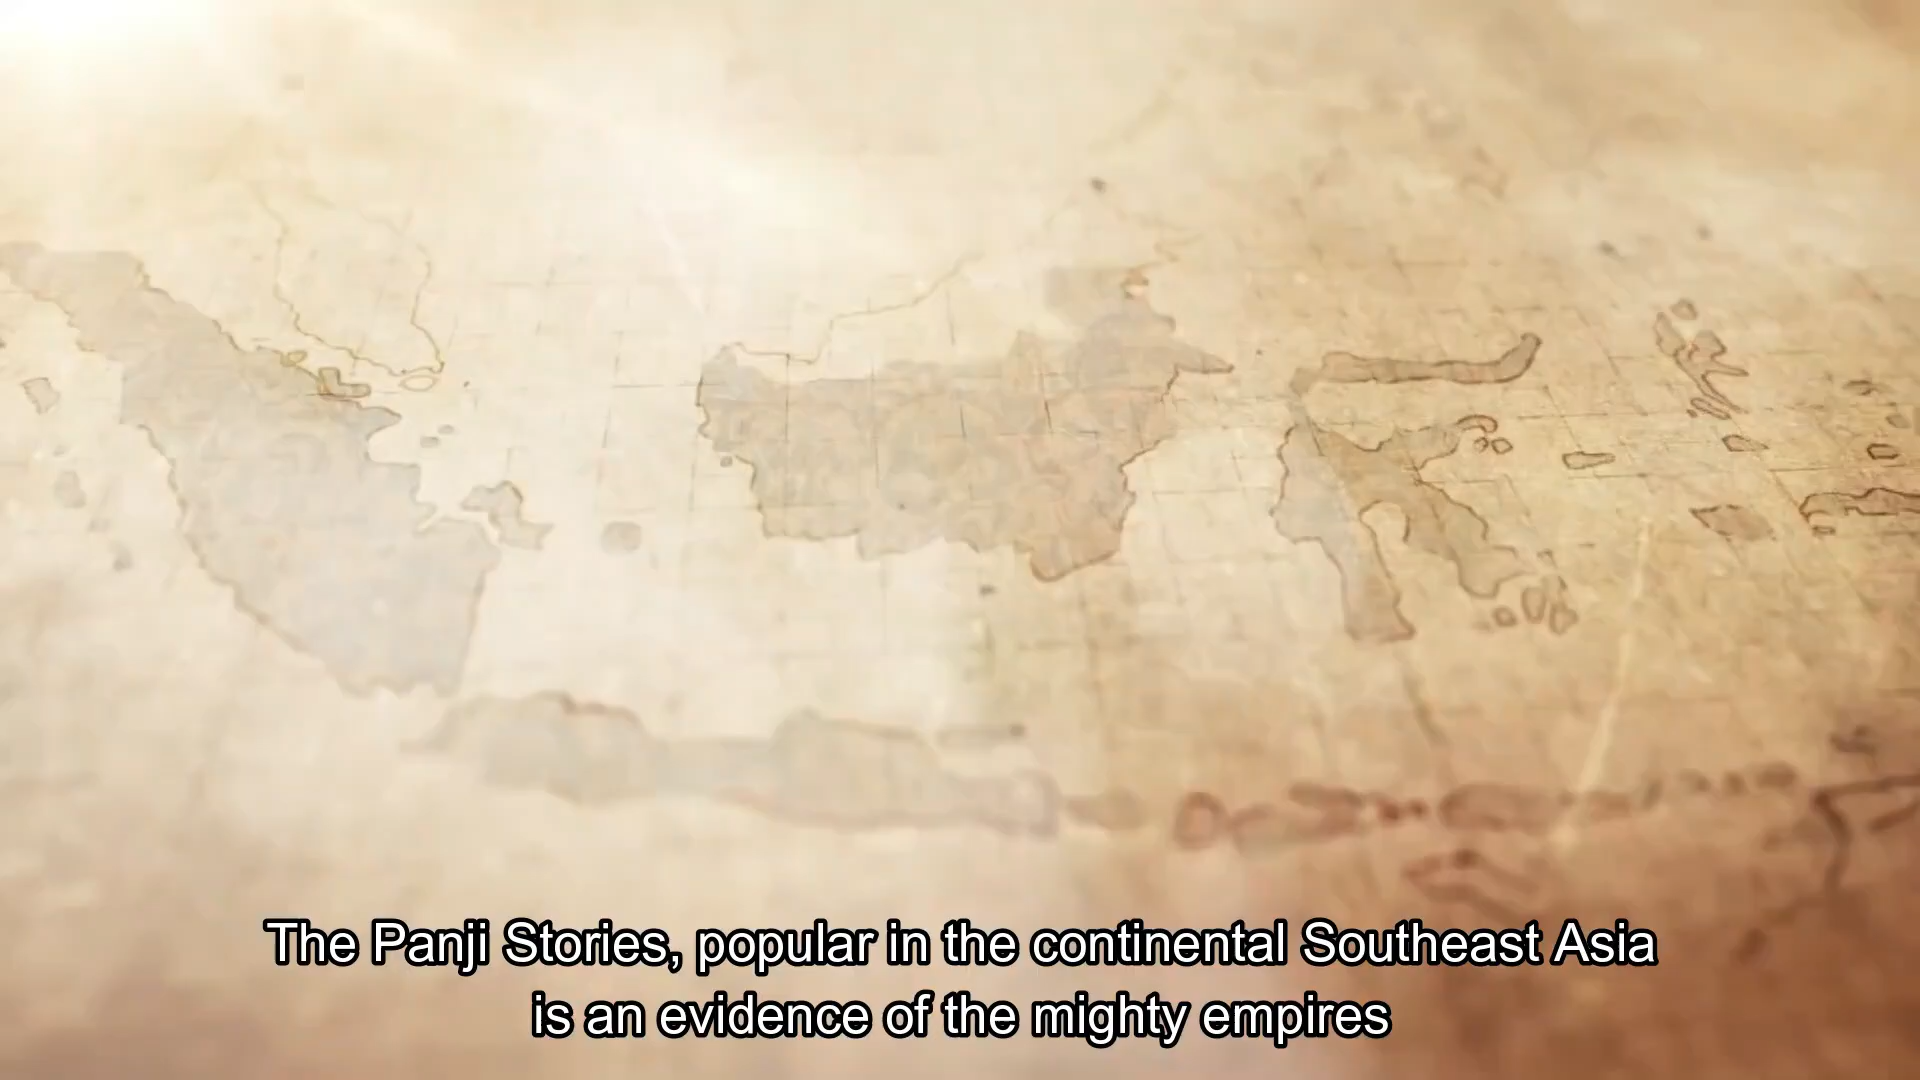 The Panji Stories, popular in the continental Southeast Asia
is an evidence of the mighty empires